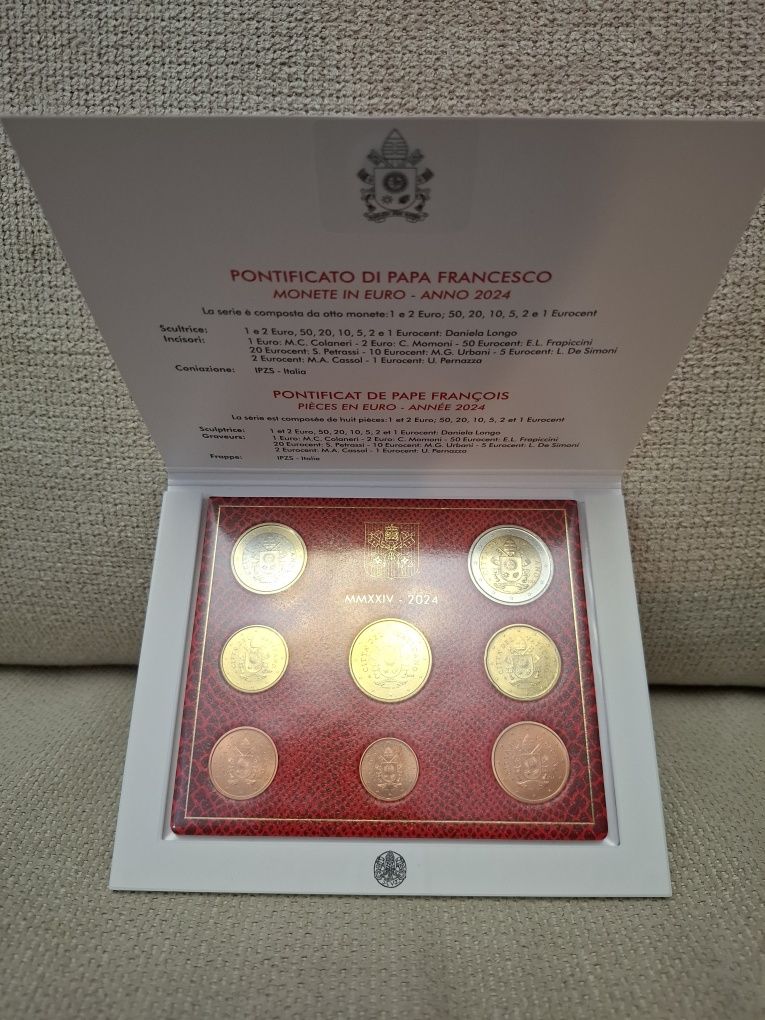 PONTIFICATO DI PAPA FRANCESCO
MONETE IN EURO - ANNO 2024
La serie è composta da otto monete:1 e 2 Euro; 50, 20, 10, 5, 2 e 1 Eurocent
Scultrice: 1 e 2 Euro, 50, 20, 10, 5, 2 e 1 Eurocent: Daniela Longo
Incisori: 1 Euro: M.C. Colaneri - 2 Euro: C. Momoni - 50 Eurocent: E.L. Frapiccini
20 Eurocent: S. Petrassi - 10 Eurocent: M.G. Urbani - 5 Eurocent: L. De Simoni
2 Eurocent: M.A. Cassol - 1 Eurocent: U. Pernazza
Coniazione: IPZS - Italia
PONTIFICAT DE PAPE FRANÇOIS
PIÈCES EN EURO - ANNÉE 2024
La série est composée de huit pièces:1 et 2 Euro; 50, 20, 10, 5, 2 et 1 Eurocent
Sculptrice: 1 et 2 Euro, 50, 20, 10, 5, 2 et 1 Eurocent: Daniela Longo
Graveurs: 1 Euro: M.C. Colaneri - 2 Euro: C. Momoni - 50 Eurocent: E.L. Frapiccini
20 Eurocent: S. Petrassi - 10 Eurocent: M.G. Urbani - 5 Eurocent: L. De Simoni
2 Eurocent: M.A. Cassol - 1 Eurocent: U. Pernazza
Frappe: IPZS - Italia
MMXXIV - 2024